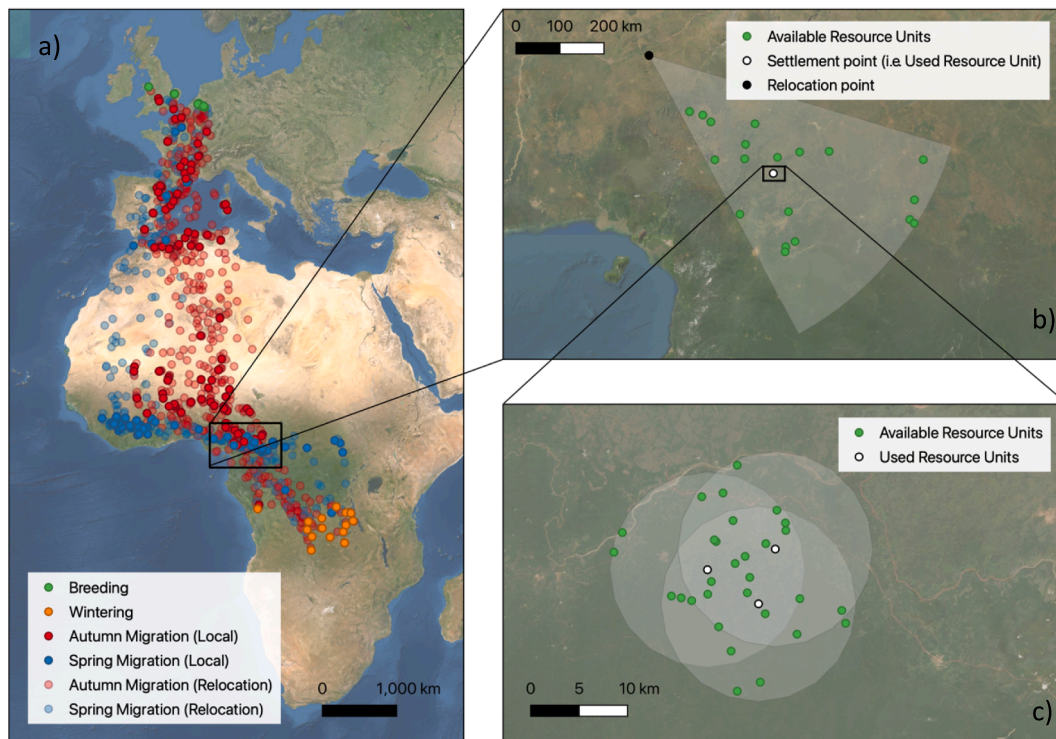 a)
Breeding
Wintering
Autumn Migration (Local)
Spring Migration (Local)
Autumn Migration (Relocation)
Spring Migration (Relocation)
0 1,000 km
0 100 200 km
Available Resource Units
Settlement point (i.e. Used Resource Unit)
Relocation point
b)
Available Resource Units
Used Resource Units
0 5 10 km
c)